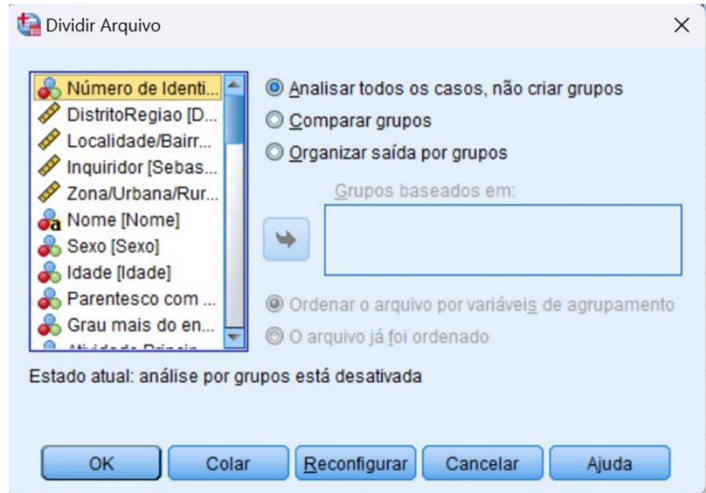 Dividir Arquivo
Número de Identi...
DistritoRegiao [D...
Localidade/Bairr...
Inquiridor [Sebas...
Zona/Urbana/Rur...
Nome [Nome]
Sexo [Sexo]
Idade [Idade]
Parentesco com ...
Grau mais do en...
Analisar todos os casos, não criar grupos
Comparar grupos
Organizar saída por grupos
Grupos baseados em:
Ordenar o arquivo por variáveis de agrupamento
O arquivo já foi ordenado
Estado atual: análise por grupos está desativada
OK
Colar
Reconfigurar
Cancelar
Ajuda